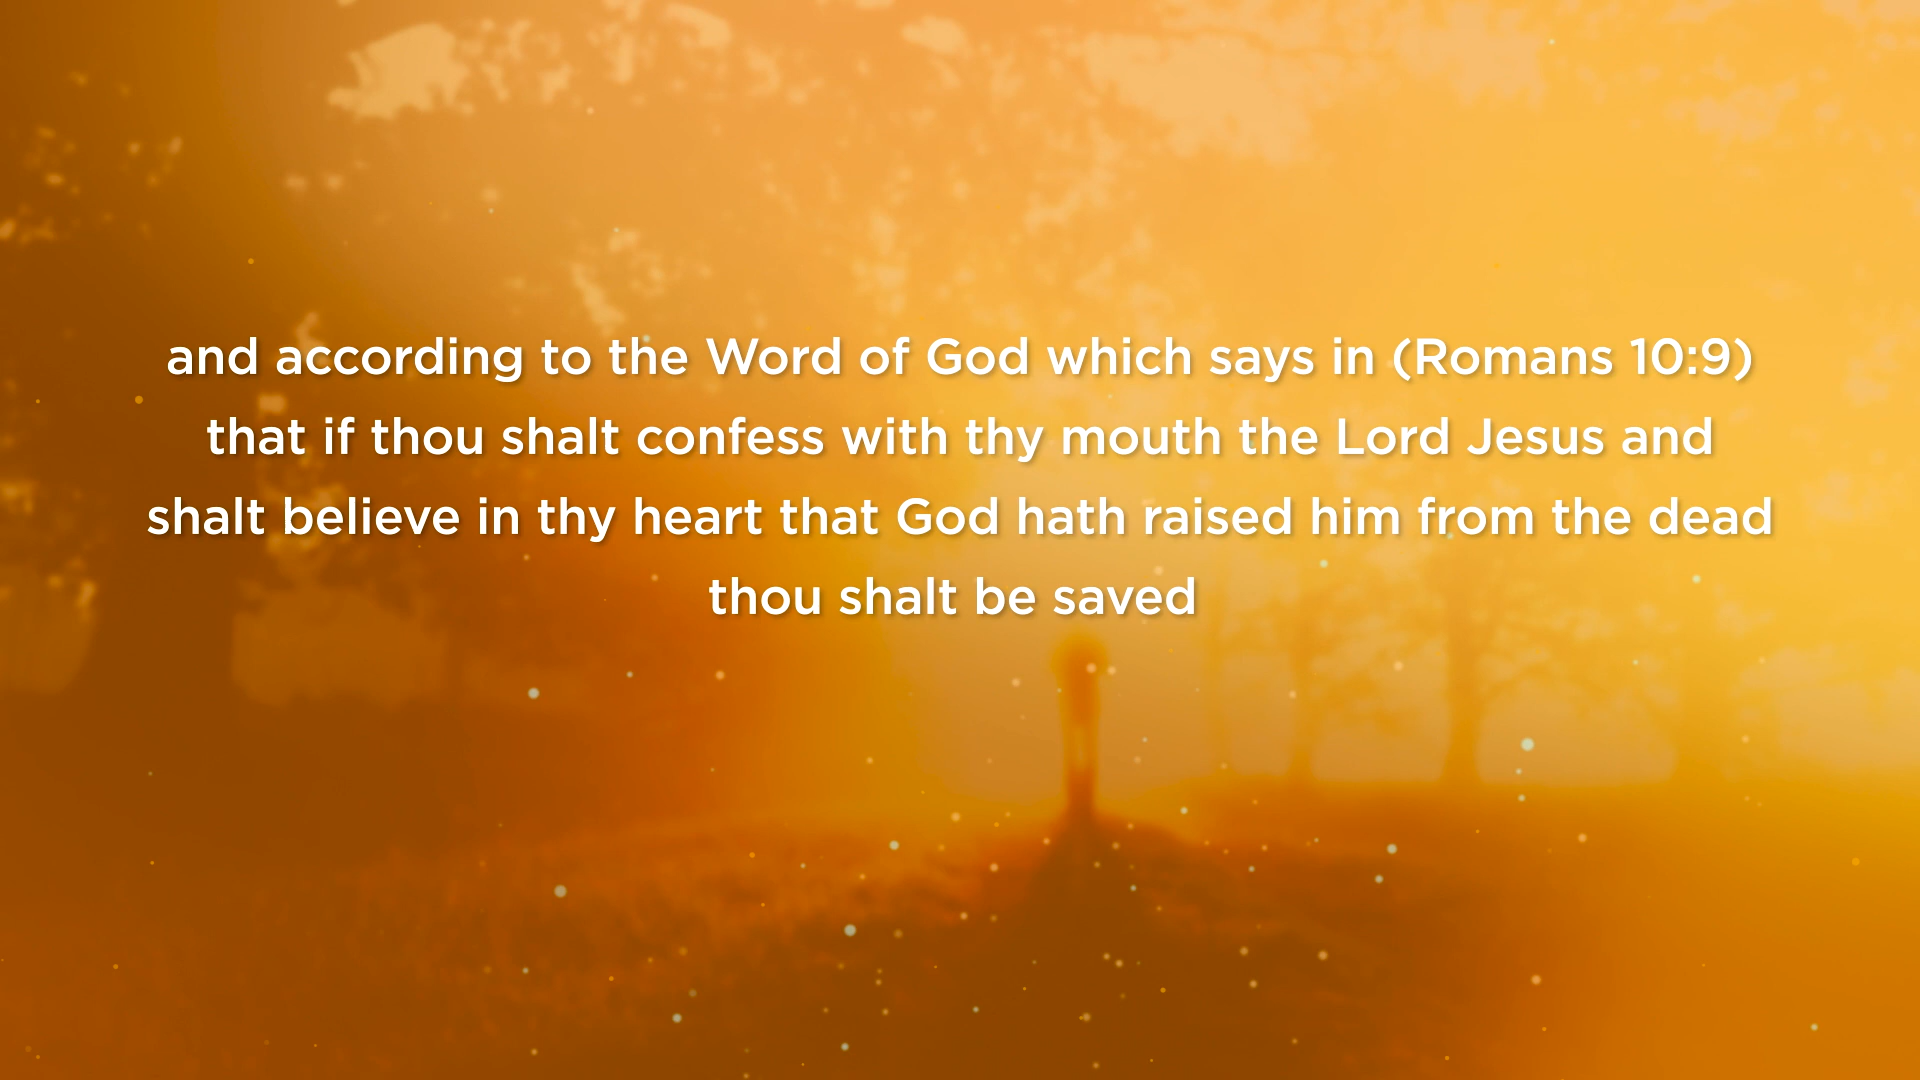 and according to the Word of God which says in (Romans 10:9)
that if thou shalt confess with thy mouth the Lord Jesus and
shalt believe in thy heart that God hath raised him from the dead
thou shalt be saved